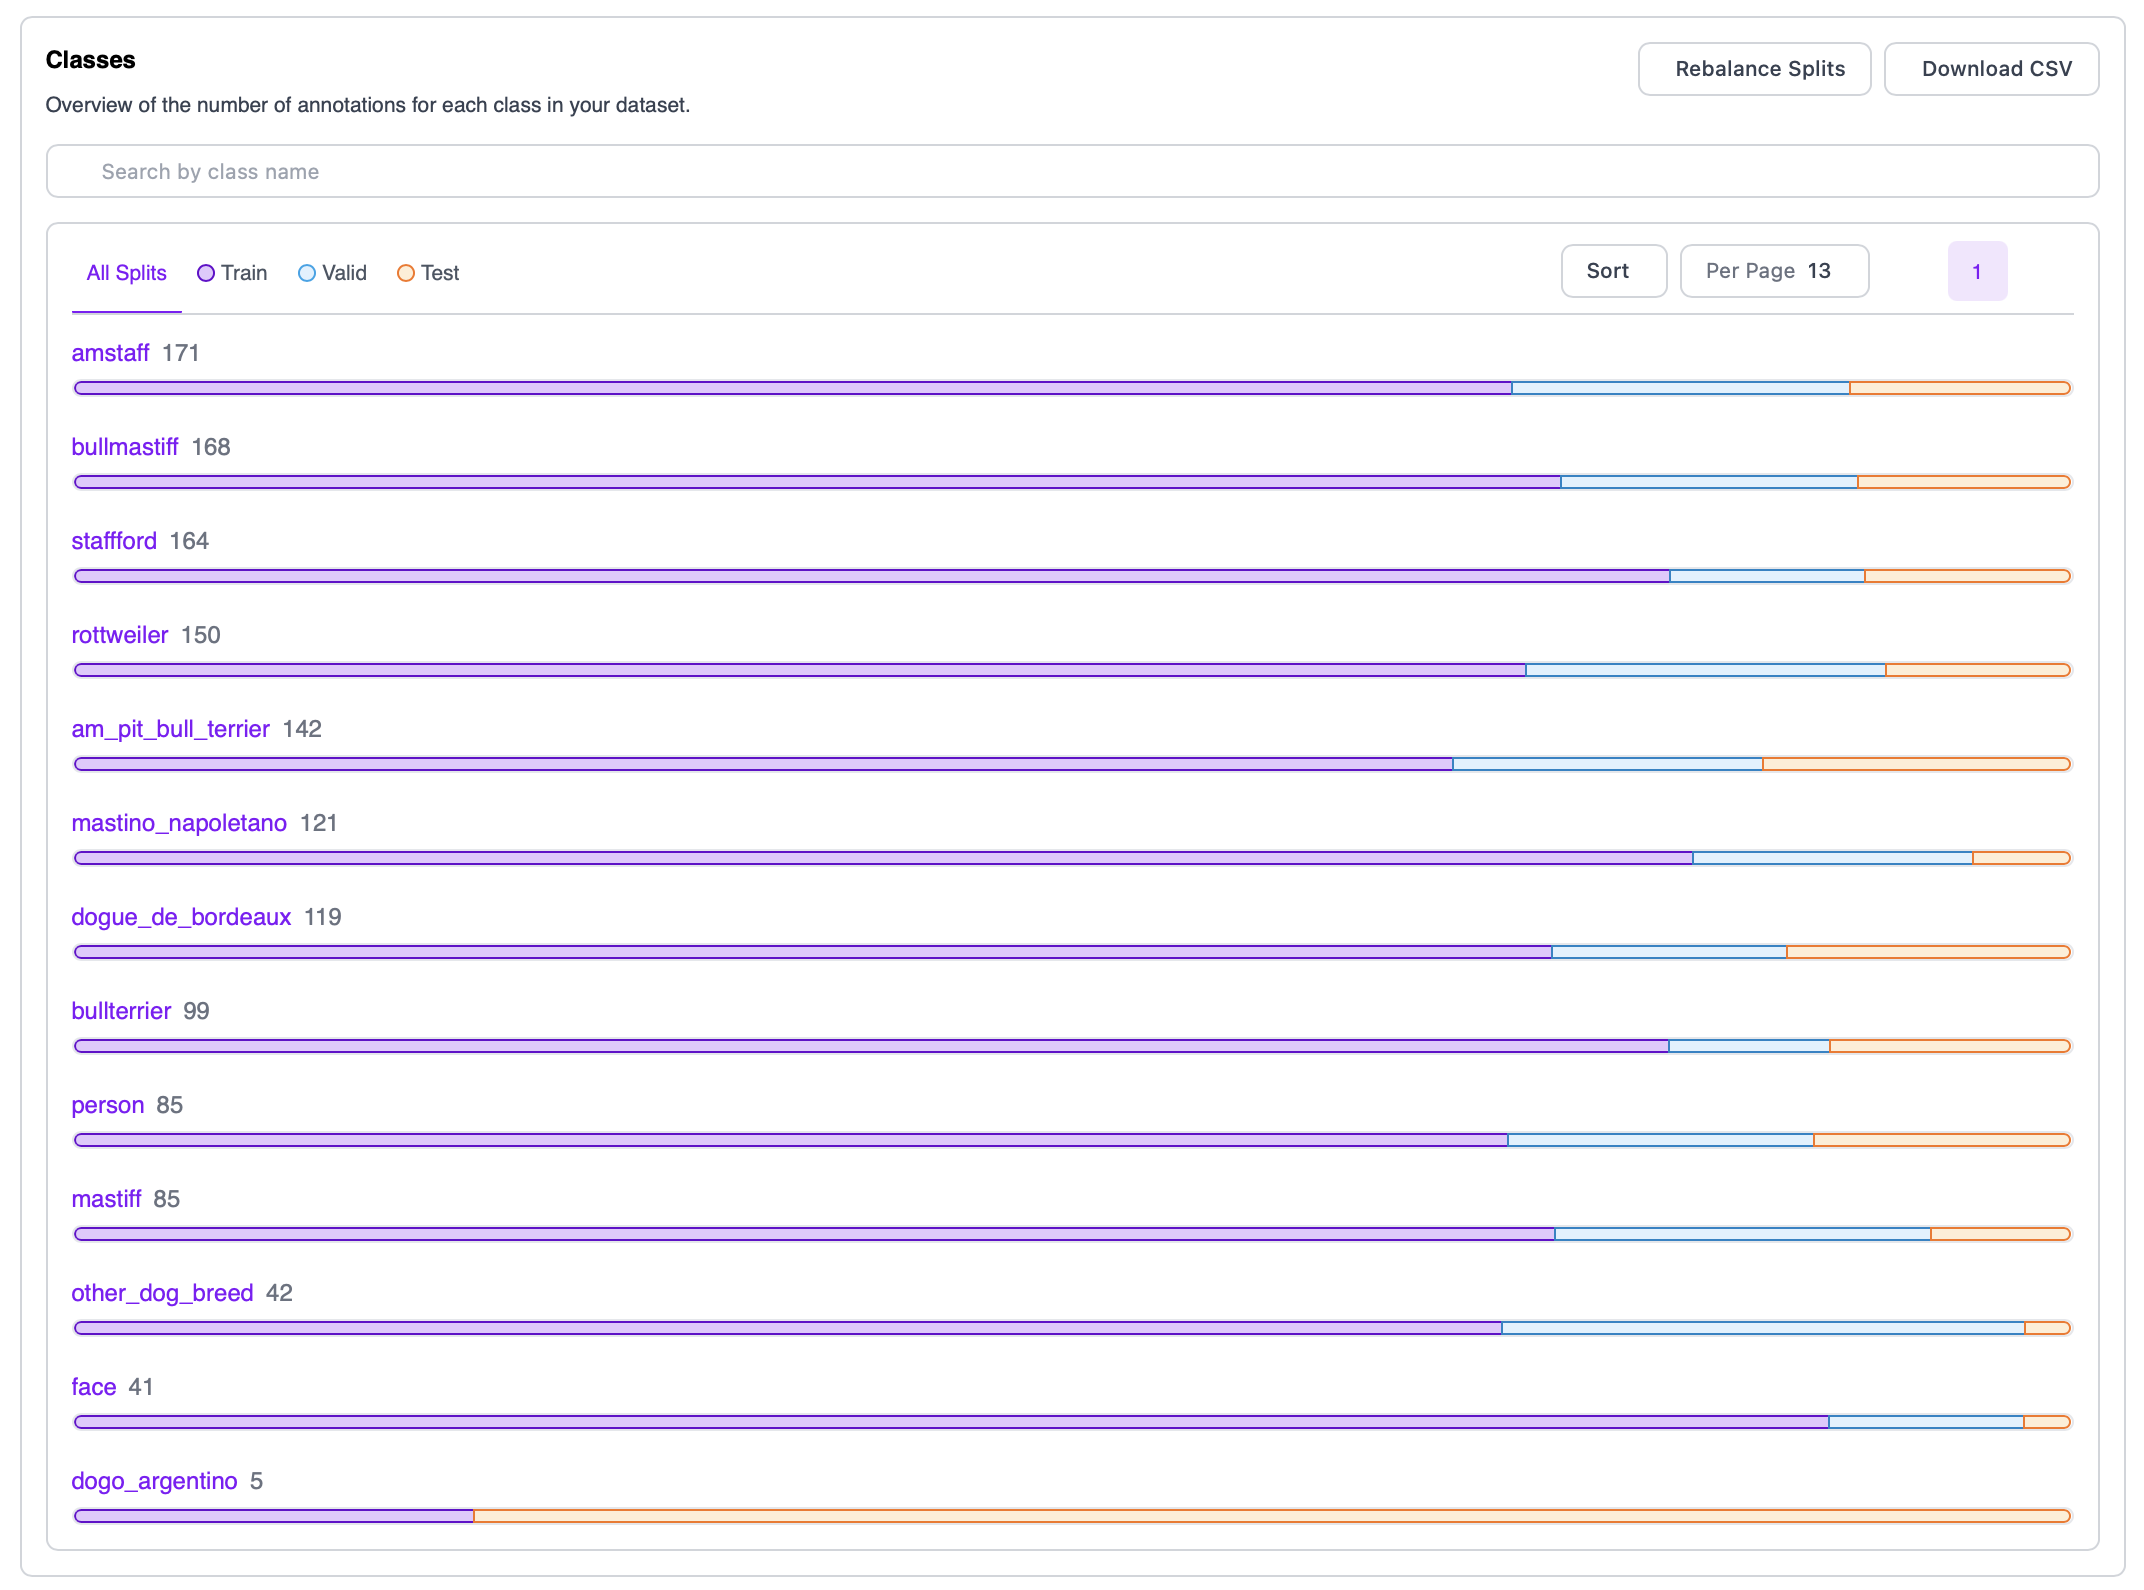 Classes
Rebalance Splits
Download CSV
Overview of the number of annotations for each class in your dataset.
Search by class name
All Splits Train Valid Test
Sort
Per Page 13
1
amstaff 171
bullmastiff 168
staffford 164
rottweiler 150
am_pit_bull_terrier 142
mastino_napoletano 121
dogue_de_bordeaux 119
bullterrier 99
person 85
mastiff 85
other_dog_breed 42
face 41
dogo_argentino 5